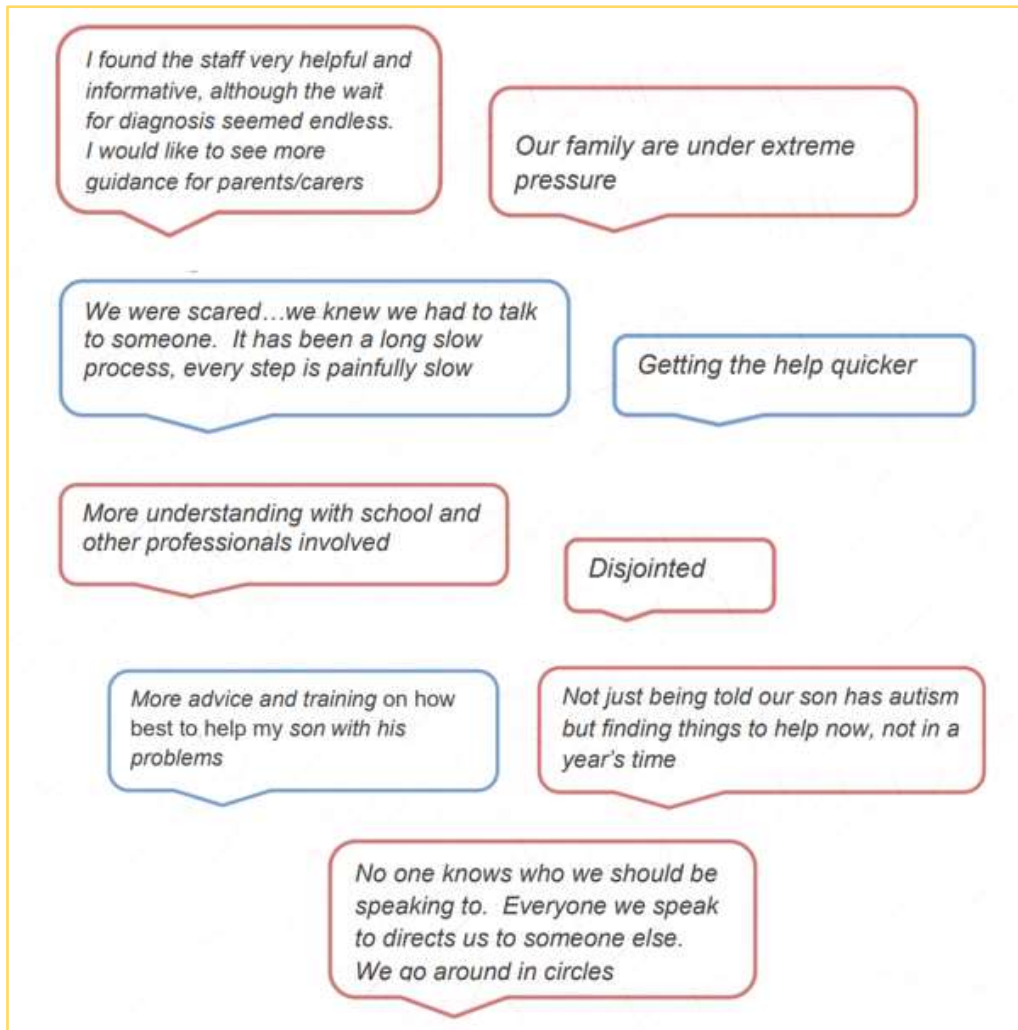 I found the staff very helpful and
informative, although the wait
for diagnosis seemed endless.
I would like to see more
guidance for parents/carers
Our family are under extreme
pressure
We were scared…we knew we had to talk
to someone.  It has been a long slow
process, every step is painfully slow
Getting the help quicker
More understanding with school and
other professionals involved
Disjointed
More advice and training on how
best to help my son with his
problems
Not just being told our son has autism
but finding things to help now, not in a
year's time
No one knows who we should be
speaking to.  Everyone we speak
to directs us to someone else.
We go around in circles